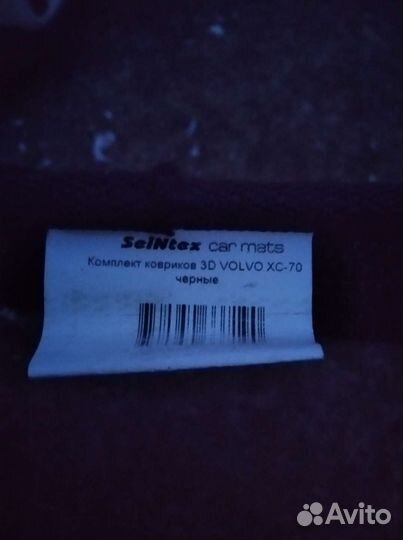 SeiNtex car mats
Комплект ковриков 3D VOLVO XC-70
черные
Avito